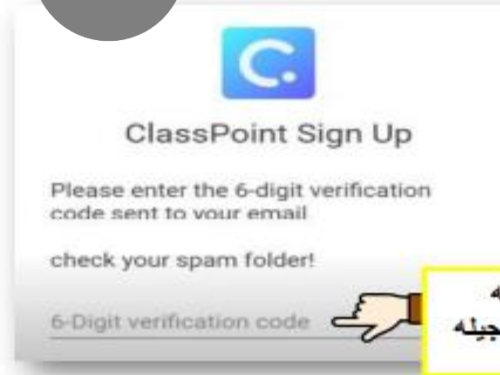 ClassPoint Sign Up
Please enter the 6-digit verification
code sent to your email
check your spam folder!
6-Digit verification code